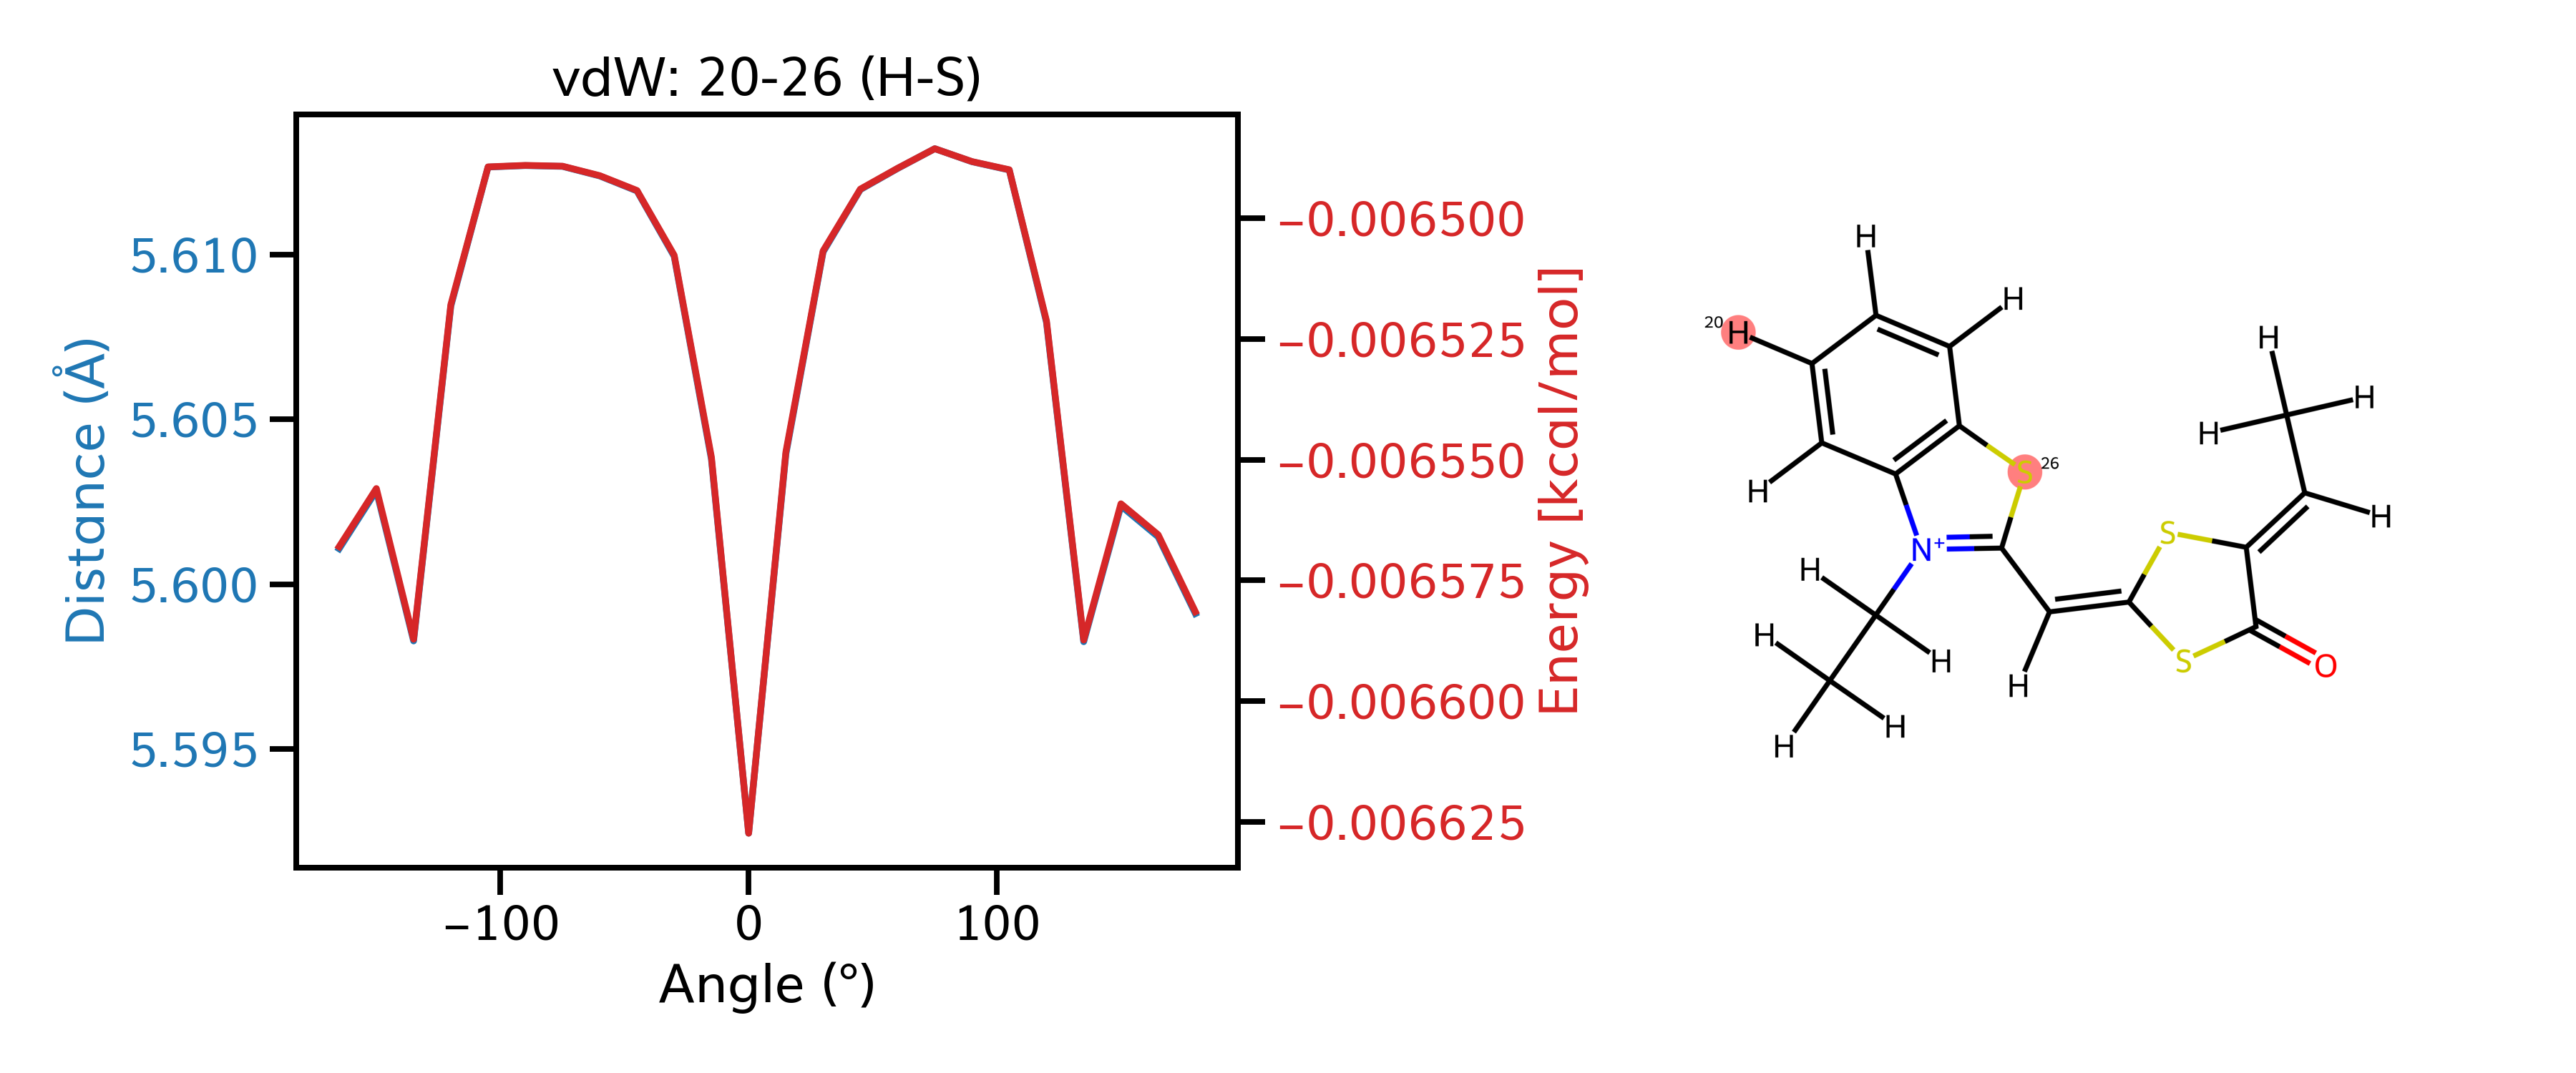 vdW: 20-26 (H-S)
Distance (Å)
5.610
5.605
5.600
5.595
−100
0
100
Angle (°)
−0.006500
−0.006525
−0.006550
−0.006575
−0.006600
−0.006625
Energy [kcal/mol]
H
H
20
H
H
H
H
H
S
26
H
H
S
N+
H
H
H
S
O
H
H
H
H